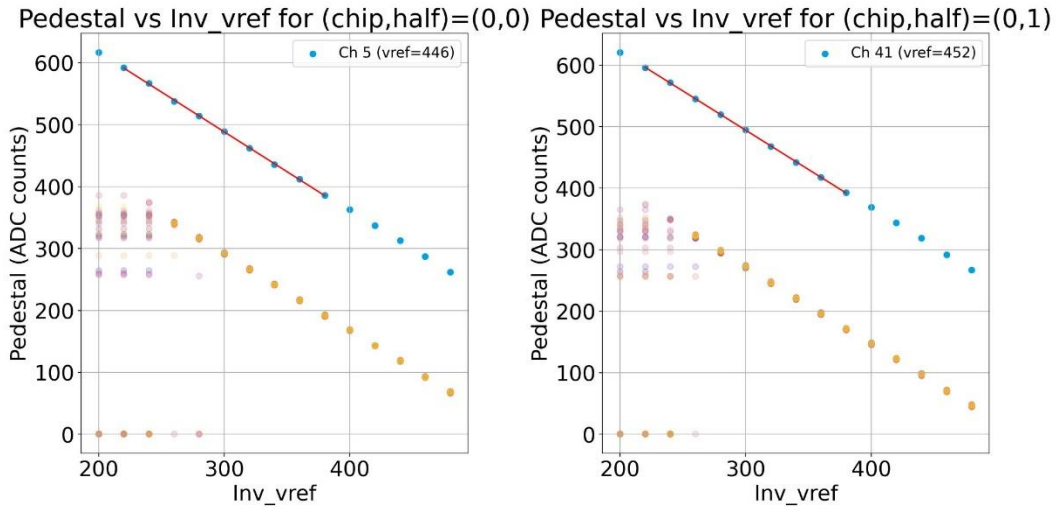 Pedestal vs Inv_vref for (chip,half)=(0,0)
Ch 5 (vref=446)
Pedestal (ADC counts)
600
500
400
300
200
100
0
200
300
400
Inv_vref
Pedestal vs Inv_vref for (chip,half)=(0,1)
Ch 41 (vref=452)
Pedestal (ADC counts)
600
500
400
300
200
100
0
200
300
400
Inv_vref